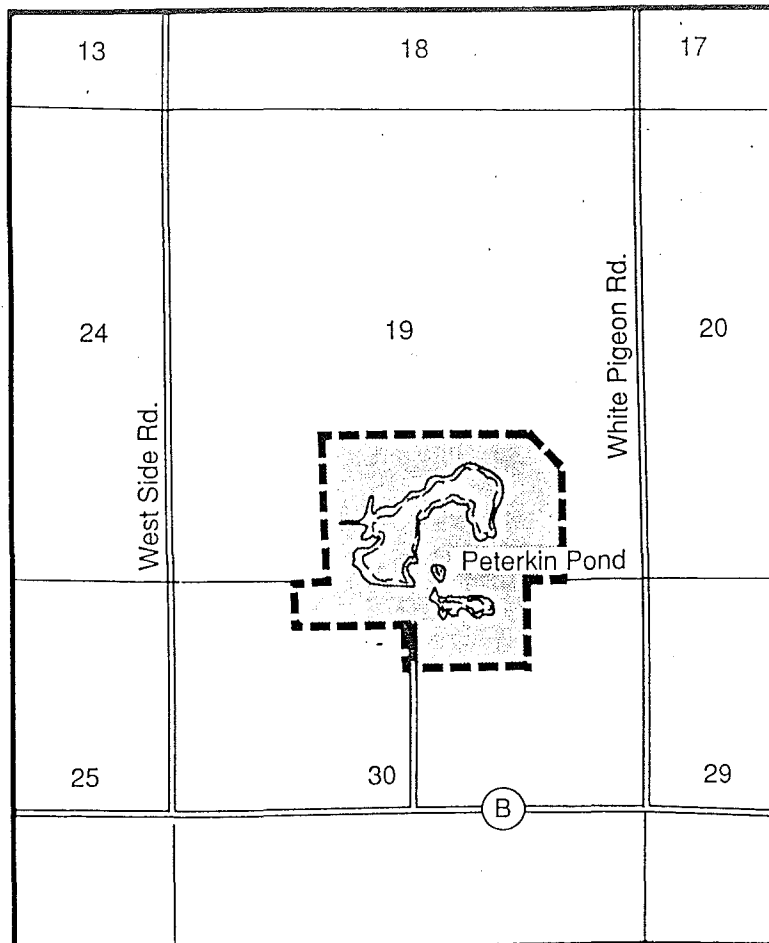 13
18
17
24
19
20
West Side Rd.
White Pigeon Rd.
Peterkin Pond
25
30
29
B